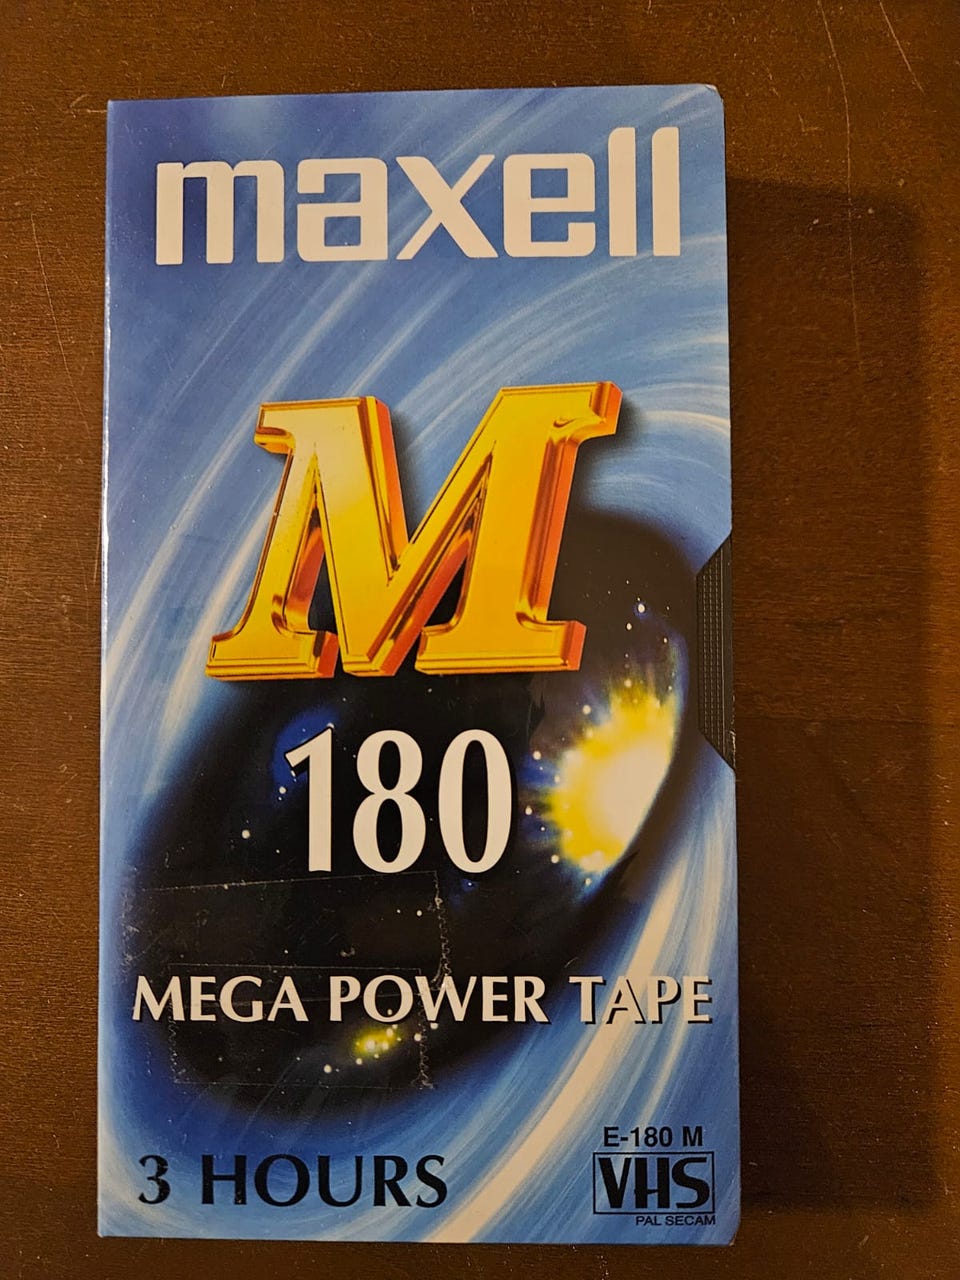 maxell
M
180
MEGA POWER TAPE
3 HOURS
E-180 M
VHS
PAL SECAM